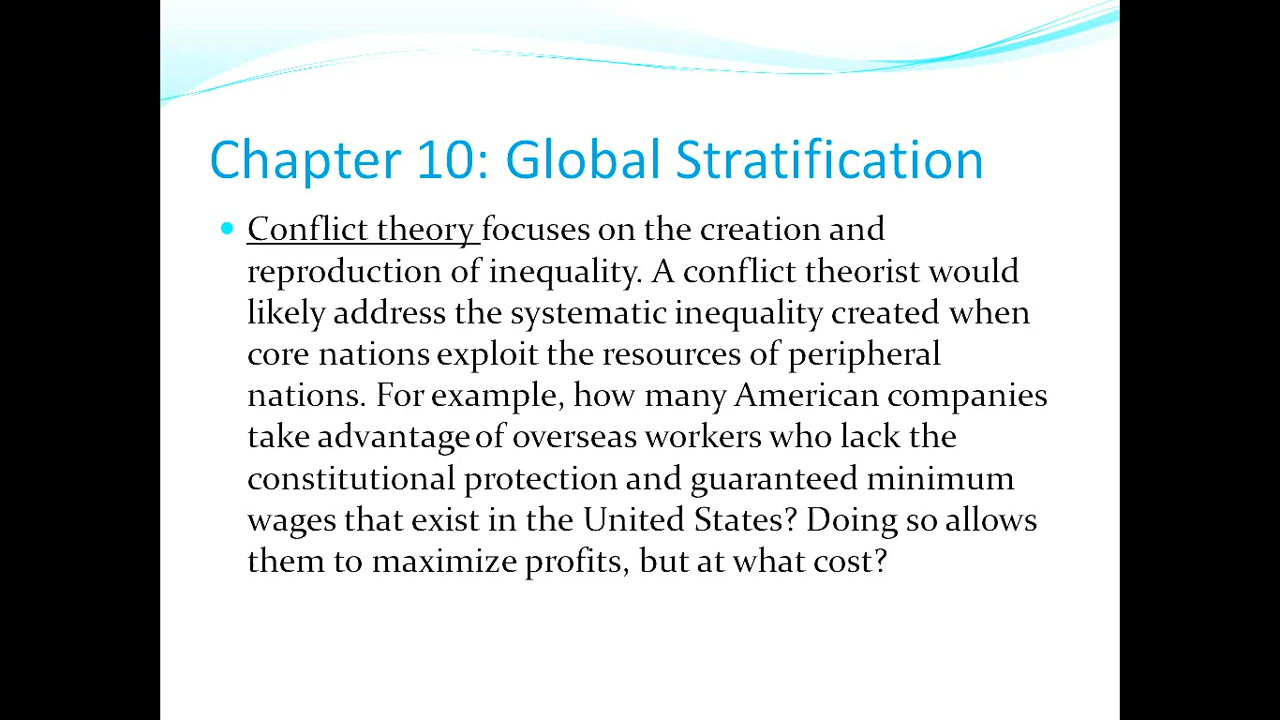 Chapter 10: Global Stratification
Conflict theory focuses on the creation and
reproduction of inequality. A conflict theorist would
likely address the systematic inequality created when
core nations exploit the resources of peripheral
nations. For example, how many American companies
take advantage of overseas workers who lack the
constitutional protection and guaranteed minimum
wages that exist in the United States? Doing so allows
them to maximize profits, but at what cost?